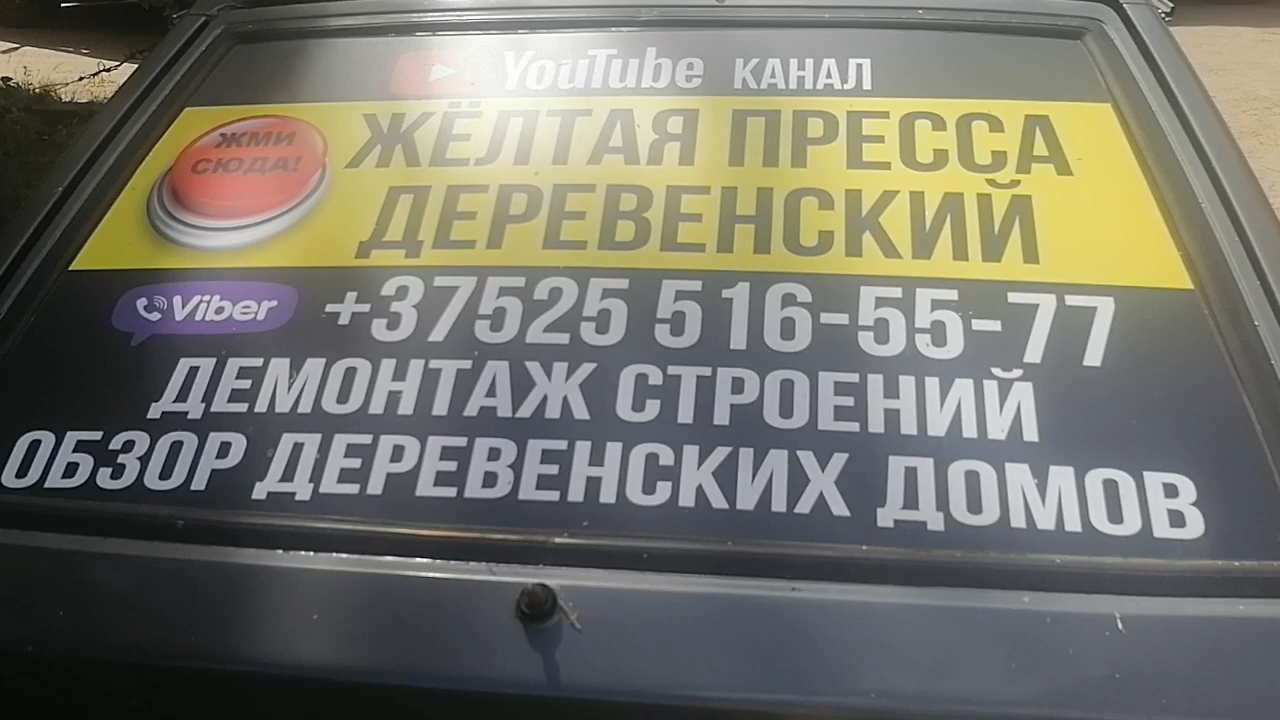 YouTube КАНАЛ
ЖМИ
СЮДА!
ЖЁЛТАЯ ПРЕССА
ДЕРЕВЕНСКИЙ
Viber +37525 516-55-77
ДЕМОНТАЖ СТРОЕНИЙ
ОБЗОР ДЕРЕВЕНСКИХ ДОМОВ